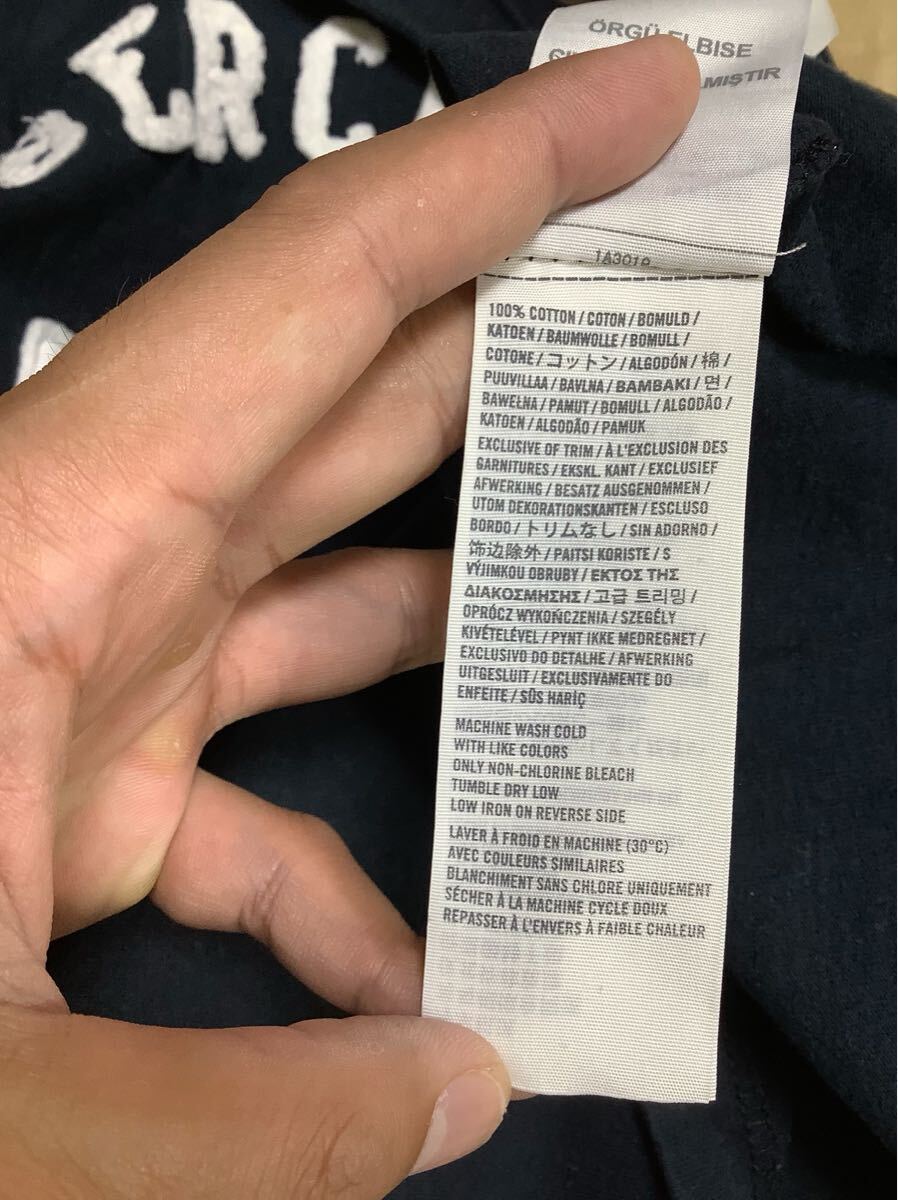 ERC
ÖRGÜ ELBISE
AMIŞTIR
1A3019
100% COTTON / COTON / BOMULD /
KATOEN / BAUMWOLLE / BOMULL /
COTONE / コットン / ALGODÓN / 棉 /
PUUVILLAA / BAVLNA / ΒΑΜΒΑΚΙ / 면 /
BAWEŁNA / PAMUT / BOMULL / ALGODÃO /
KATOEN / ALGODÃO / PAMUK
EXCLUSIVE OF TRIM / À L'EXCLUSION DES
GARNITURES / EKSKL. KANT / EXCLUSIEF
AFWERKING / BESATZ AUSGENOMMEN /
UTOM DEKORATIONSKANTEN / ESCLUSO
BORDO / トリムなし / SIN ADORNO /
饰边除外 / PAITSI KORISTE / S
VÝJIMKOU OBRUBY / ΕΚΤΟΣ ΤΗΣ
ΔΙΑΚΟΣΜΗΣΗΣ / 고급 트리밍 /
OPRÓCZ WYKOŃCZENIA / SZEGÉLY
KIVÉTELÉVEL / PYNT IKKE MEDREGNET /
EXCLUSIVO DO DETALHE / AFWERKING
UITGESLUIT / EXCLUSIVAMENTE DO
ENFEITE / SÜS HARİÇ
MACHINE WASH COLD
WITH LIKE COLORS
ONLY NON-CHLORINE BLEACH
TUMBLE DRY LOW
LOW IRON ON REVERSE SIDE
LAVER À FROID EN MACHINE (30°C)
AVEC COULEURS SIMILAIRES
BLANCHIMENT SANS CHLORE UNIQUEMENT
SÉCHER À LA MACHINE CYCLE DOUX
REPASSER À L'ENVERS À FAIBLE CHALEUR